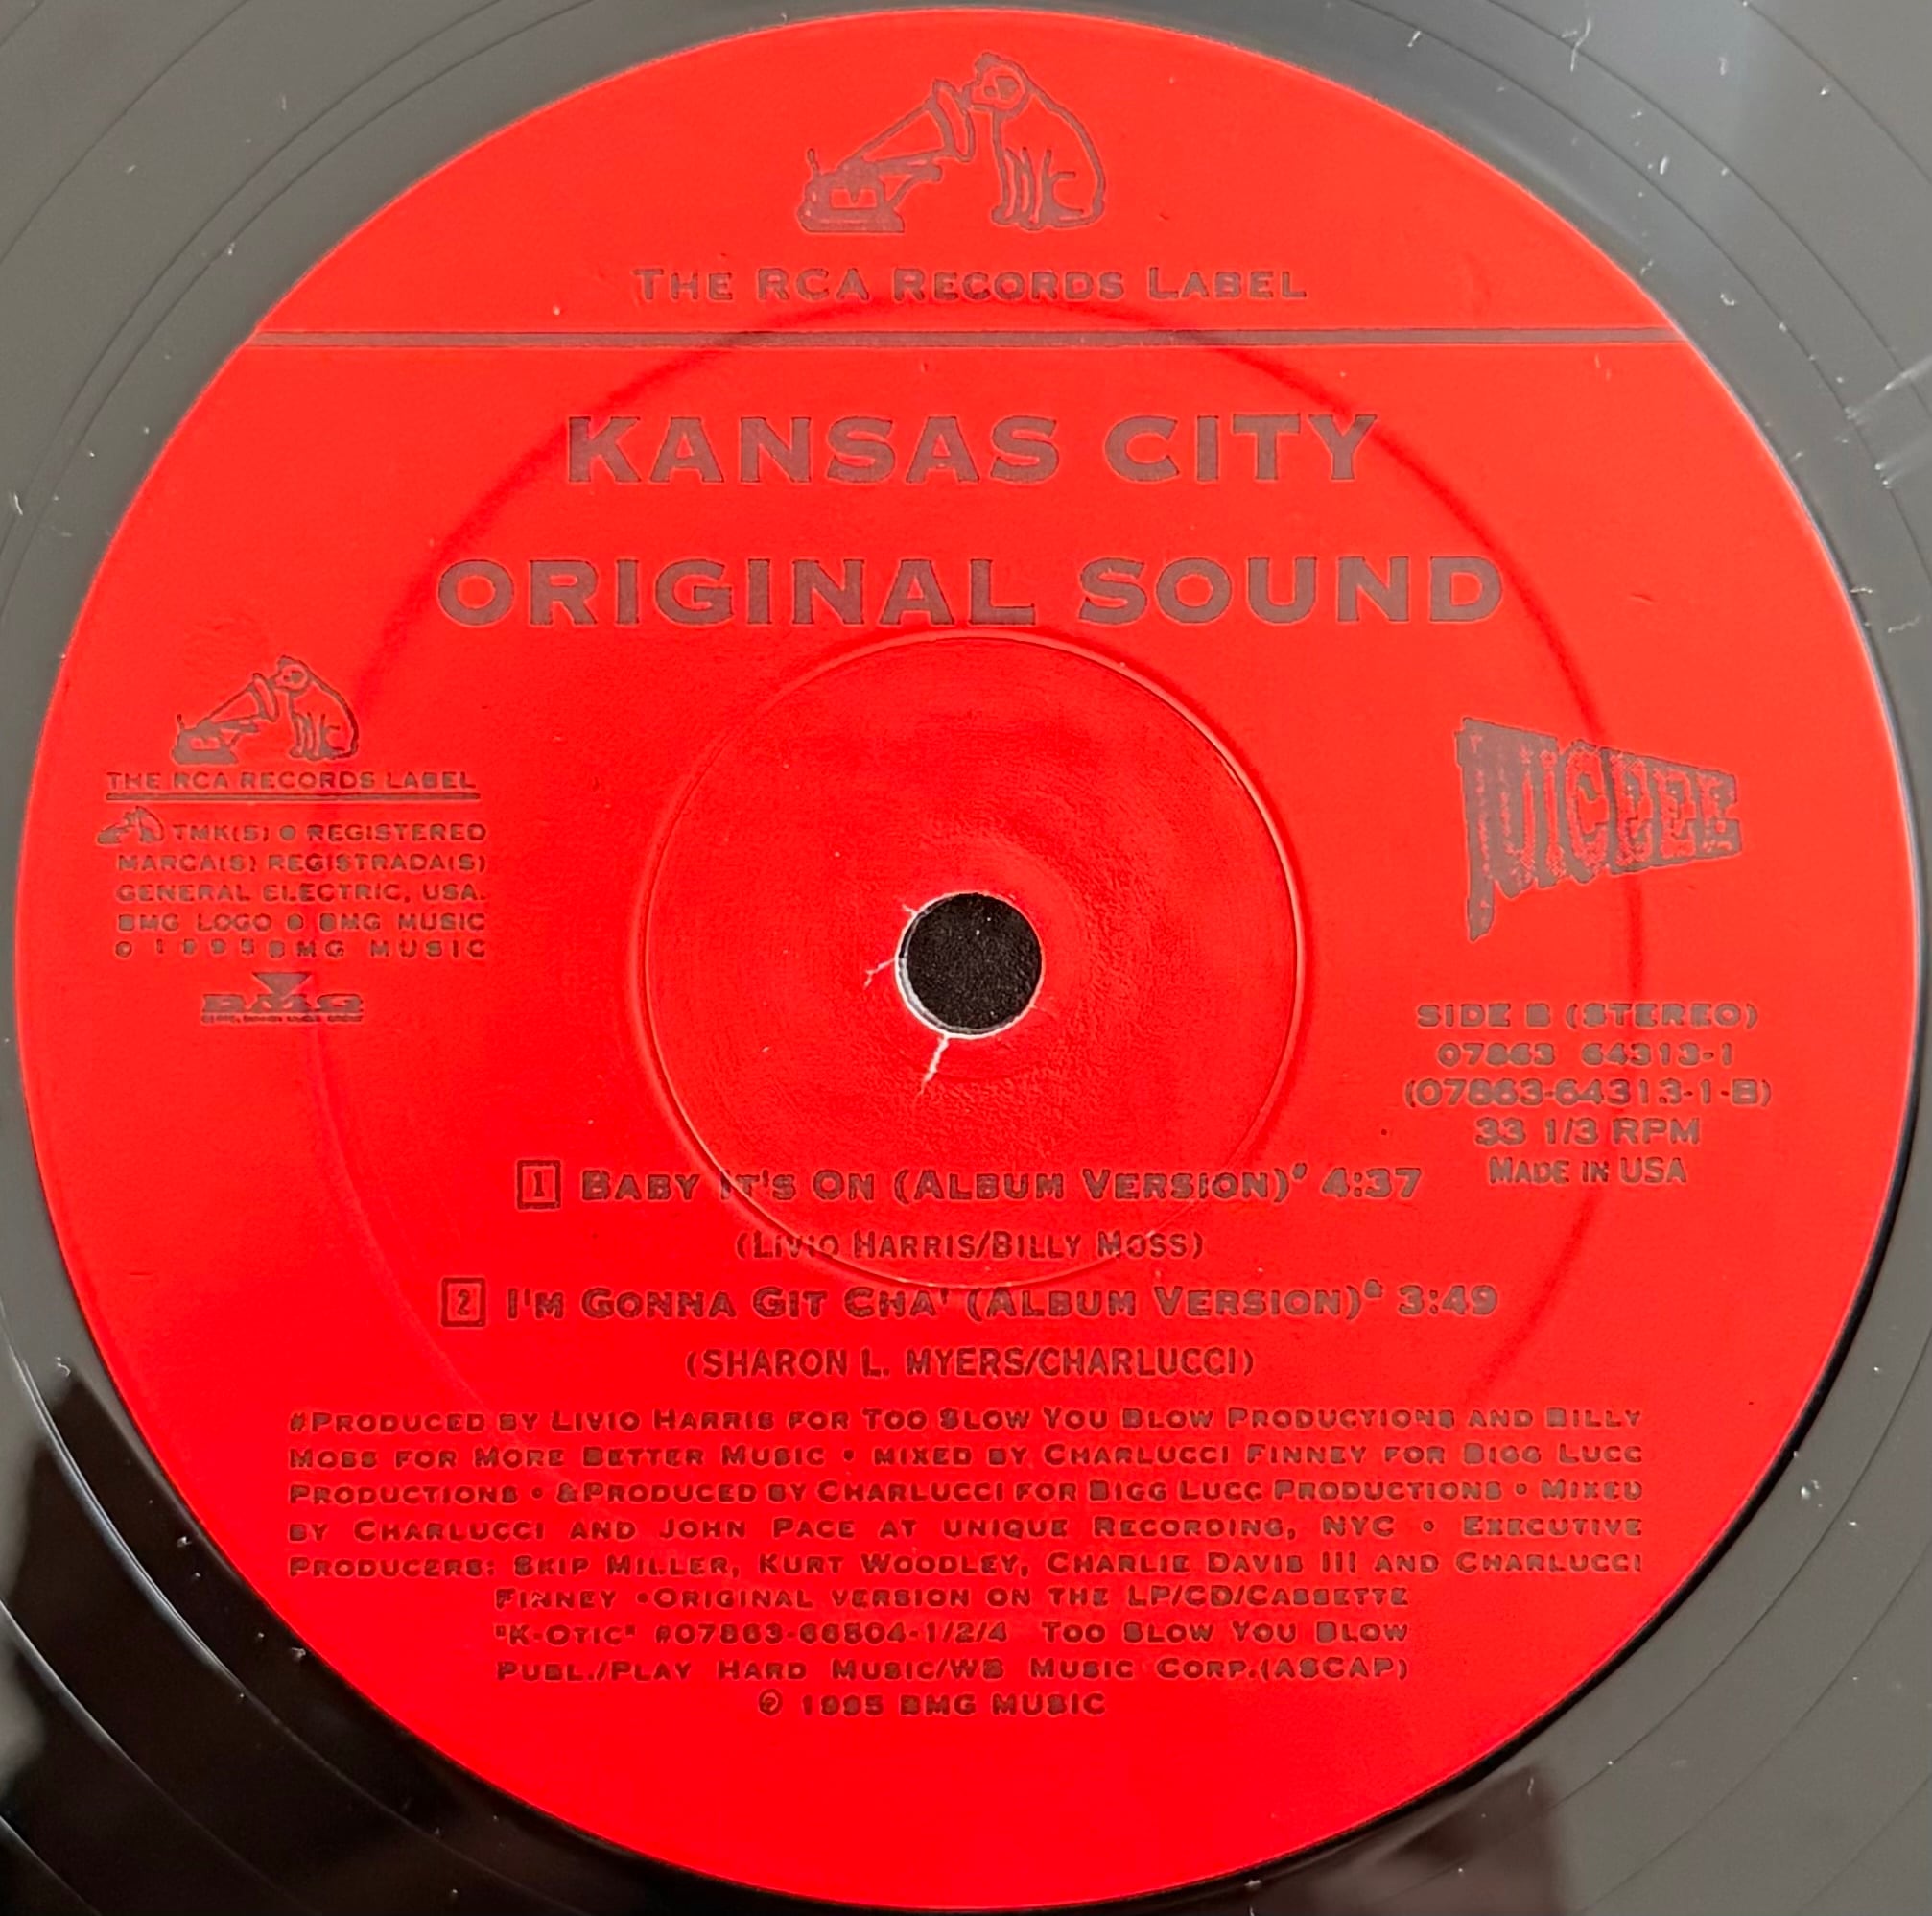 THE RCA RECORDS LABEL
KANSAS CITY
ORIGINAL SOUND
THE RCA RECORDS LABEL
TMK(S) ® REGISTERED
MARCA(S) REGISTRADA(S)
GENERAL ELECTRIC, USA.
BMG LOGO ® BMG MUSIC
© 1995 BMG MUSIC
BMG
JUICEEE
SIDE B (STEREO)
07863 64313-1
(07863-64313-1-B)
33 1/3 RPM
MADE IN USA
1 BABY IT'S ON (ALBUM VERSION)# 4:37
(LIVIO HARRIS/BILLY MOSS)
2 I'M GONNA GIT CHA' (ALBUM VERSION)& 3:49
(SHARON L. MYERS/CHARLUCCI)
#PRODUCED BY LIVIO HARRIS FOR TOO SLOW YOU BLOW PRODUCTIONS AND BILLY
MOSS FOR MORE BETTER MUSIC • MIXED BY CHARLUCCI FINNEY FOR BIGG LUCC
PRODUCTIONS • &PRODUCED BY CHARLUCCI FOR BIGG LUCC PRODUCTIONS • MIXED
BY CHARLUCCI AND JOHN PACE AT UNIQUE RECORDING, NYC • EXECUTIVE
PRODUCERS: SKIP MILLER, KURT WOODLEY, CHARLIE DAVIS III AND CHARLUCCI
FINNEY •ORIGINAL VERSION ON THE LP/CD/CASSETTE
"K-OTIC" #07863-66804-1/2/4 TOO SLOW YOU BLOW
PUBL./PLAY HARD MUSIC/WB MUSIC CORP.(ASCAP)
℗ 1995 BMG MUSIC